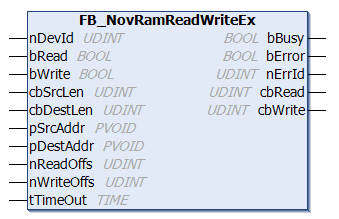 FB_NovRamReadWriteEx
nDevId UDINT BOOL bBusy
bRead BOOL BOOL bError
bWrite BOOL UDINT nErrId
cbSrcLen UDINT UDINT cbRead
cbDestLen UDINT UDINT cbWrite
pSrcAddr PVOID
pDestAddr PVOID
nReadOffs UDINT
nWriteOffs UDINT
tTimeOut TIME